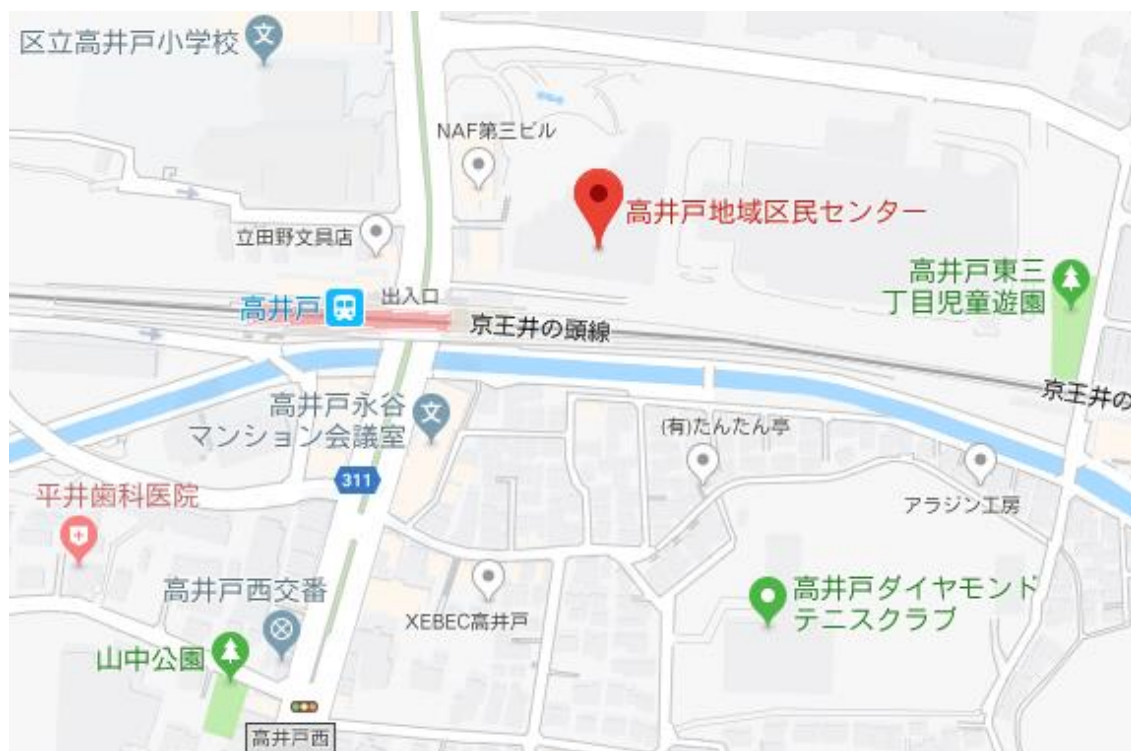 区立高井戸小学校
NAF第三ビル
高井戸地域区民センター
立田野文具店
高井戸東三
丁目児童遊園
出入口
高井戸
京王井の頭線
京王井の
高井戸永谷
マンション会議室
(有)たんたん亭
311
平井歯科医院
アラジン工房
高井戸西交番
高井戸ダイヤモンド
テニスクラブ
XEBEC高井戸
山中公園
高井戸西